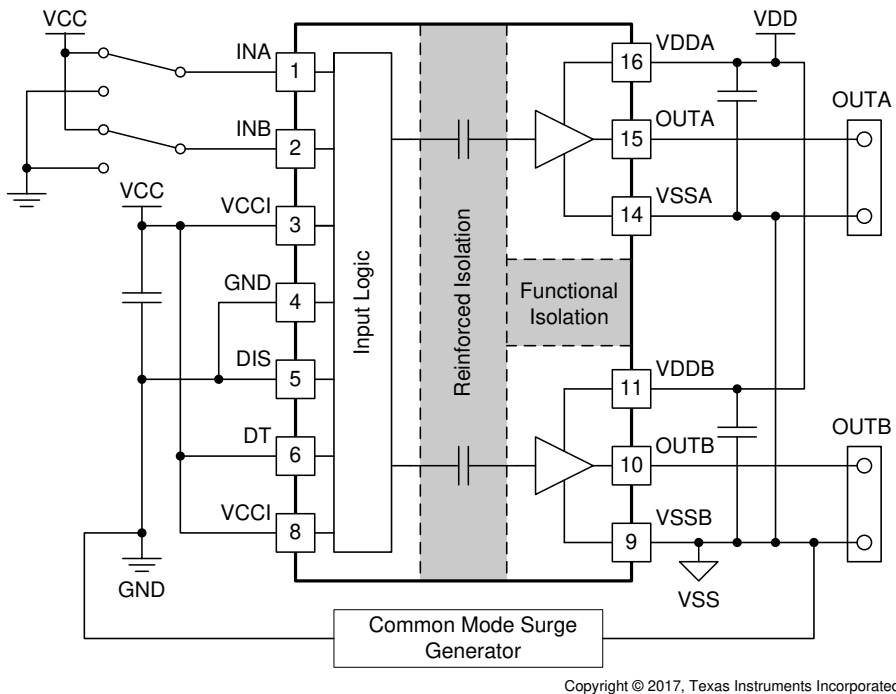 VCC
VDD
INA
1
16
VDDA
OUTA
INB
2
15
OUTA
VCC
VCCI
3
14
VSSA
GND
4
Functional
Isolation
Input Logic
Reinforced Isolation
DIS
5
11
VDDB
DT
6
10
OUTB
OUTB
VCCI
8
9
VSSB
GND
VSS
Common Mode Surge
Generator
Copyright © 2017, Texas Instruments Incorporated